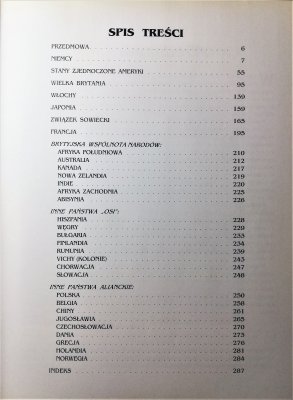 SPIS TREŚCI
PRZEDMOWA 6
NIEMCY 7
STANY ZJEDNOCZONE AMERYKI 55
WIELKA BRYTANIA 95
WŁOCHY 139
JAPONIA 159
ZWIĄZEK SOWIECKI 165
FRANCJA 195
BRYTYJSKA WSPÓLNOTA NARODÓW:
AFRYKA POŁUDNIOWA 210
AUSTRALIA 212
KANADA 217
NOWA ZELANDIA 219
INDIE 220
AFRYKA ZACHODNIA 225
ABISYNIA 226
INNE PAŃSTWA „OSI":
HISZPANIA 228
WĘGRY 229
BUŁGARIA 233
FINLANDIA 234
RUMUNIA 239
VICHY (KOLONIE) 243
CHORWACJA 247
SŁOWACJA 248
INNE PAŃSTWA ALIANCKIE:
POLSKA 250
BELGIA 258
CHINY 261
JUGOSŁAWIA 265
CZECHOSŁOWACJA 270
DANIA 273
GRECJA 276
HOLANDIA 281
NORWEGIA 284
INDEKS 287